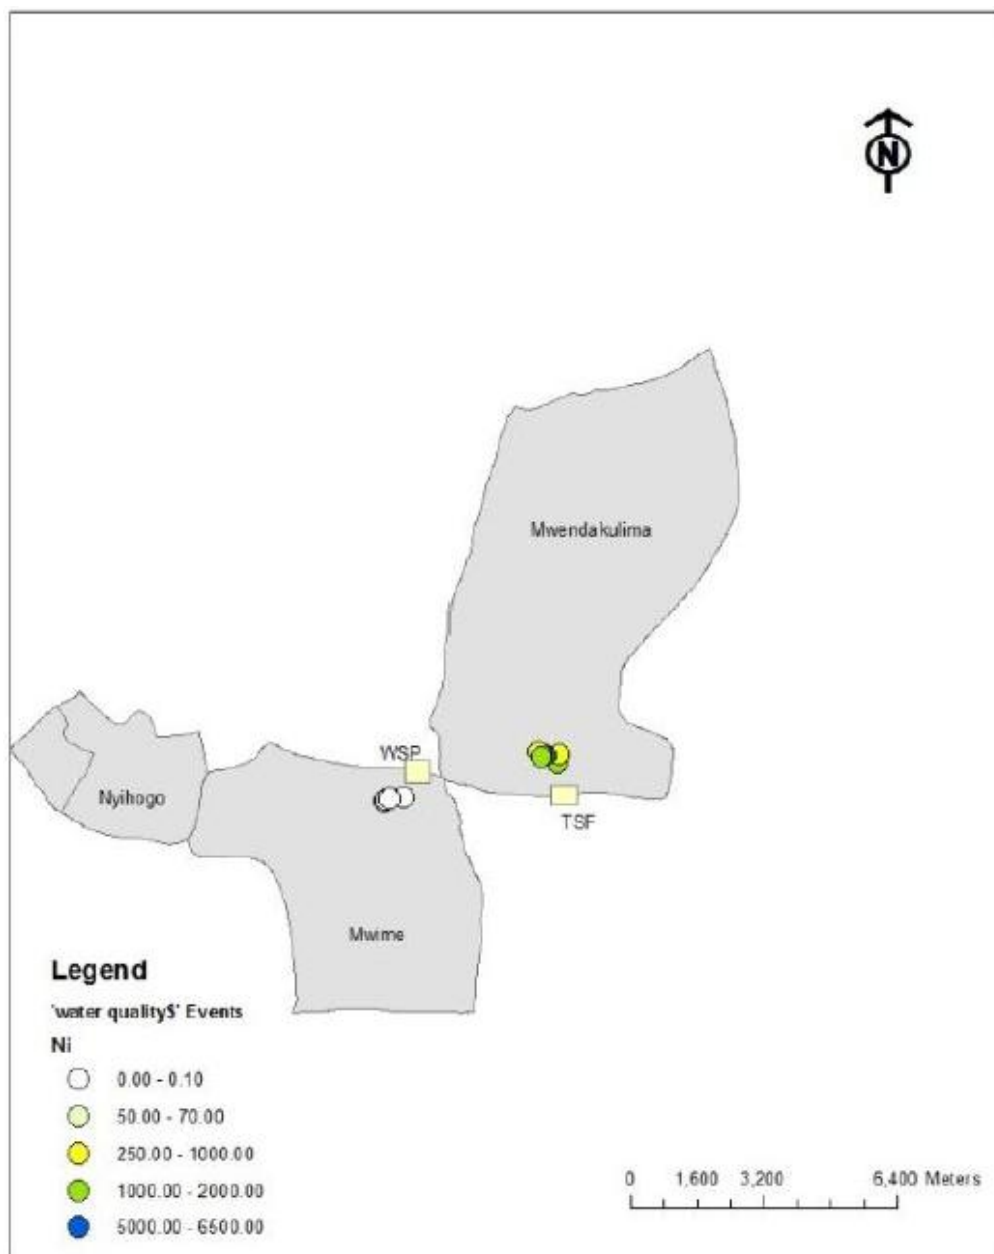 N
Mwendakulima
WSP
Nyihogo
TSF
Mwime
Legend
'water quality$' Events
Ni
0.00 - 0.10
50.00 - 70.00
250.00 - 1000.00
1000.00 - 2000.00
5000.00 - 6500.00
0 1,600 3,200 6,400 Meters